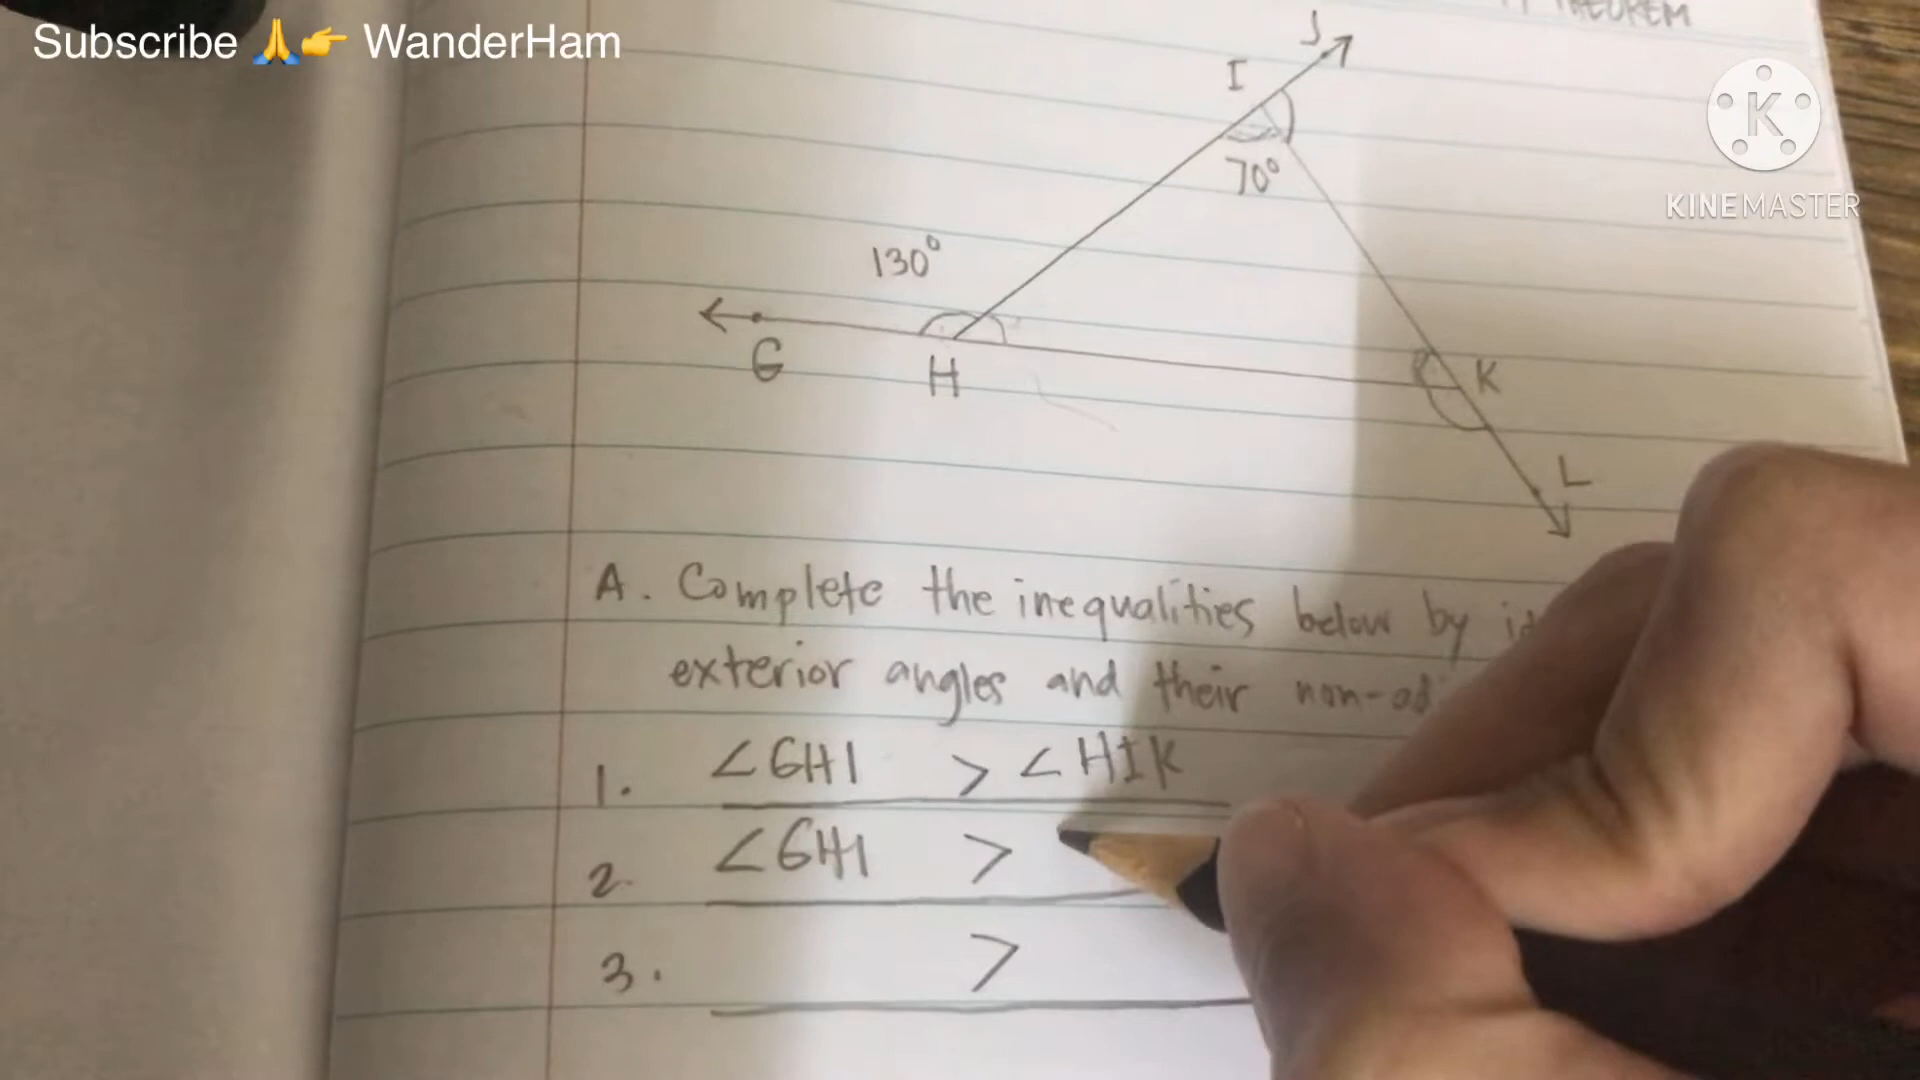 Subscribe 🙏👉 WanderHam
THEOREM
J
I
K
KINEMASTER
70°
130°
G
H
K
L
A. Complete the inequalities below by
exterior angles and their
1. <GHI > <HIK
2. <GHI >
3. >